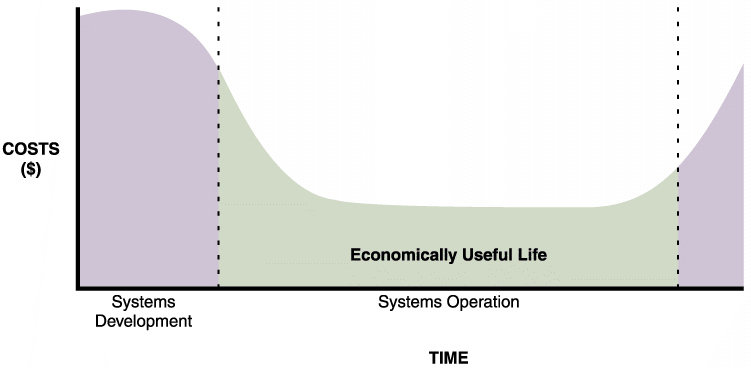 COSTS
($)
Economically Useful Life
Systems
Development
Systems Operation
TIME